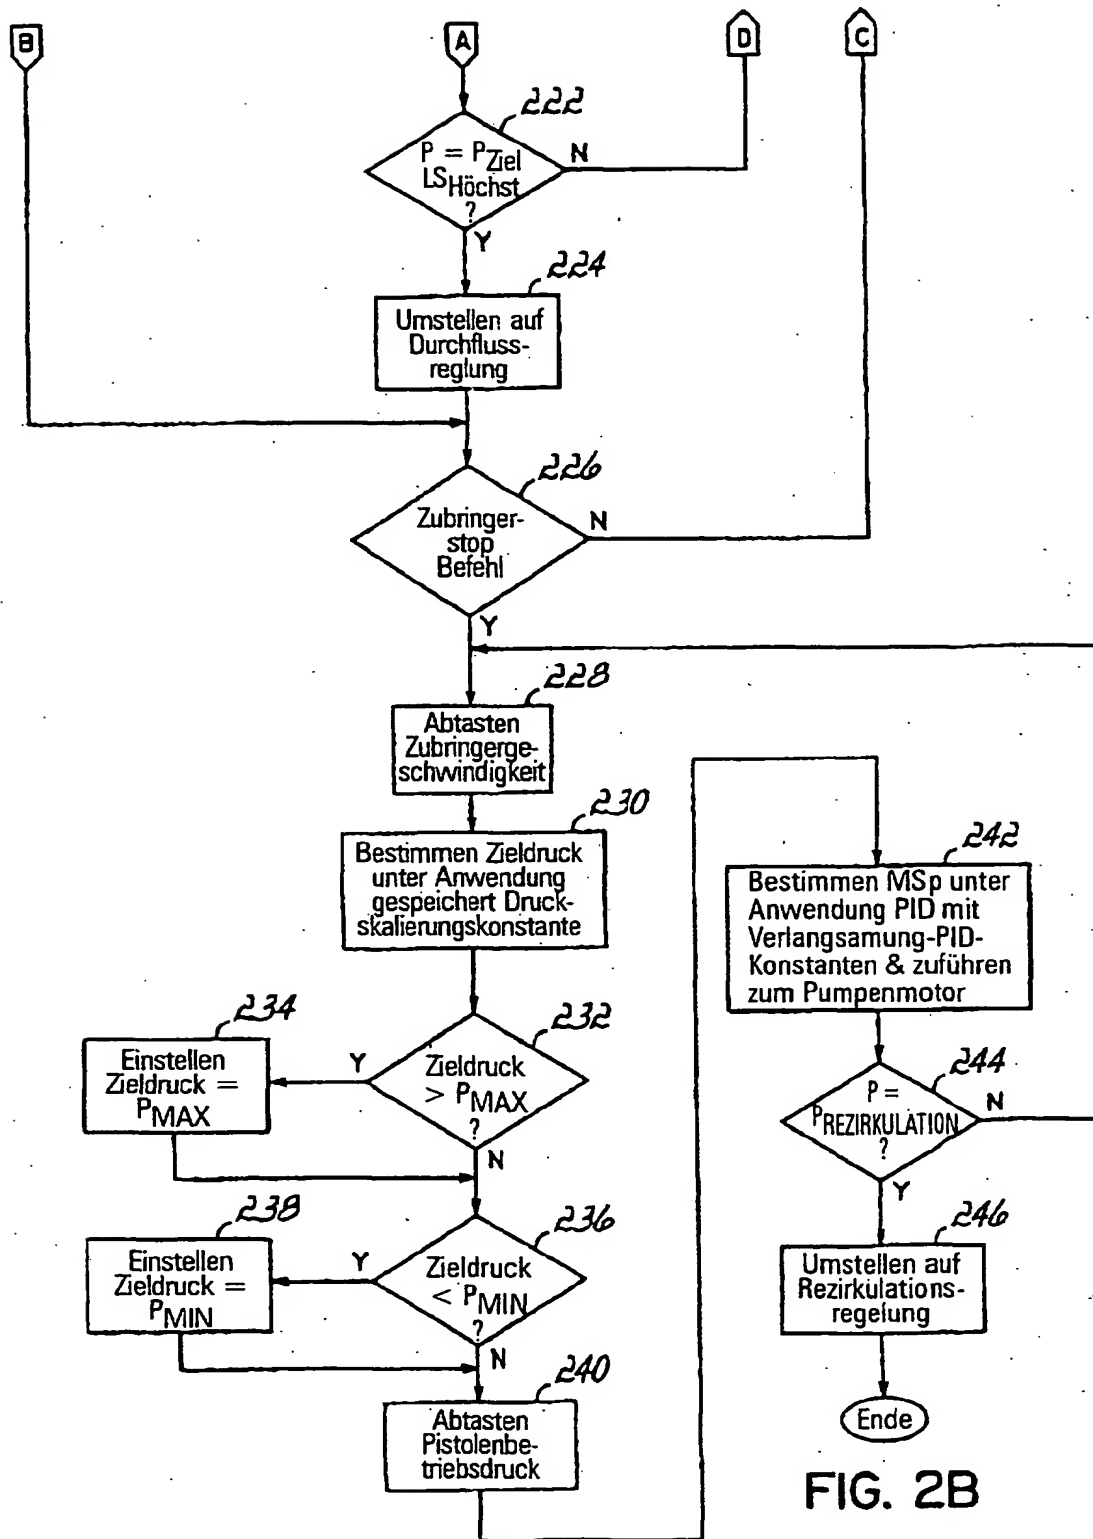 B
A
D
C
222
P = PZiel
LSHöchst
?
N
Y
224
Umstellen auf
Durchfluss-
reglung
226
Zubringer-
stop
Befehl
N
Y
228
Abtasten
Zubringerge-
schwindigkeit
230
Bestimmen Zieldruck
unter Anwendung
gespeichert Druck-
skalierungskonstante
232
Zieldruck
> PMAX
?
Y
N
234
Einstellen
Zieldruck =
PMAX
236
Zieldruck
< PMIN
?
Y
N
238
Einstellen
Zieldruck =
PMIN
240
Abtasten
Pistolenbe-
triebsdruck
242
Bestimmen MSp unter
Anwendung PID mit
Verlangsamung-PID-
Konstanten & zuführen
zum Pumpenmotor
244
P =
PREZIRKULATION
?
N
Y
246
Umstellen auf
Rezirkulations-
regelung
Ende
FIG. 2B